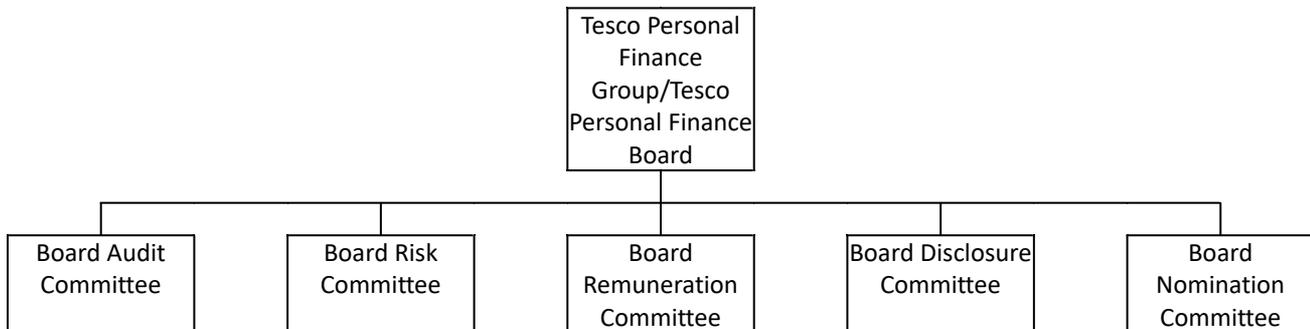 Tesco Personal
Finance
Group/Tesco
Personal Finance
Board
Board Audit
Committee
Board Risk
Committee
Board
Remuneration
Committee
Board Disclosure
Committee
Board
Nomination
Committee